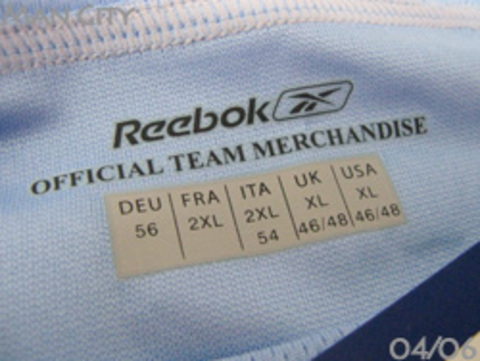 Reebok
OFFICIAL TEAM MERCHANDISE
DEU FRA ITA UK USA
56 2XL 2XL XL XL
54 46/48 46/48
04/06